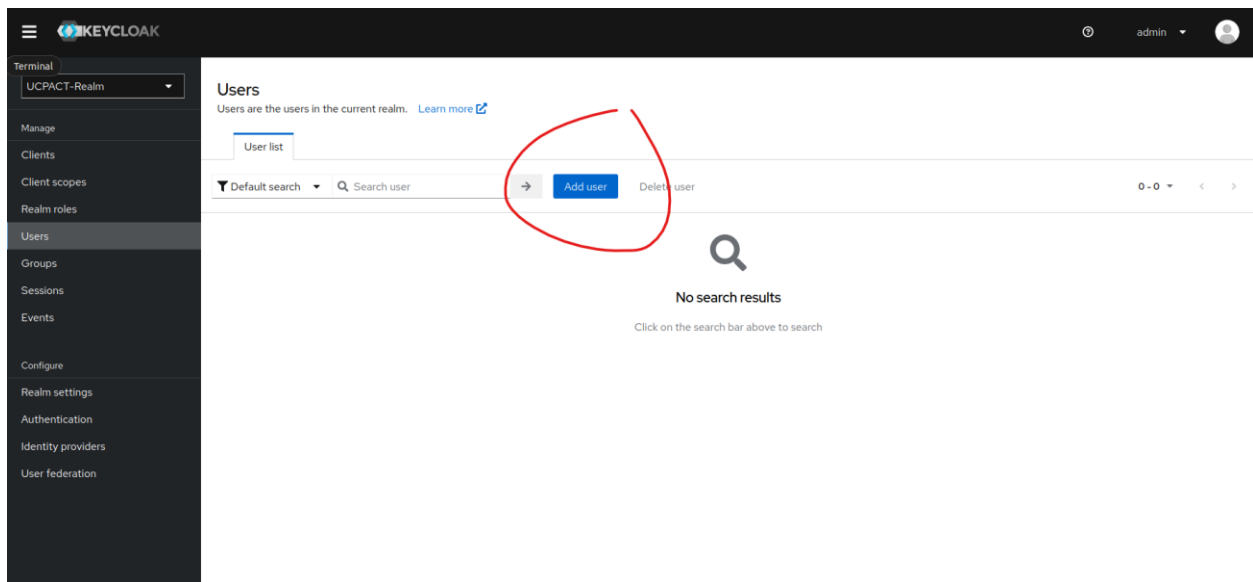 KEYCLOAK
admin
Terminal
UCPACT-Realm
Manage
Clients
Client scopes
Realm roles
Users
Groups
Sessions
Events
Configure
Realm settings
Authentication
Identity providers
User federation
Users
Users are the users in the current realm. Learn more
User list
Default search Search user Add user Delete user 0 - 0
No search results
Click on the search bar above to search